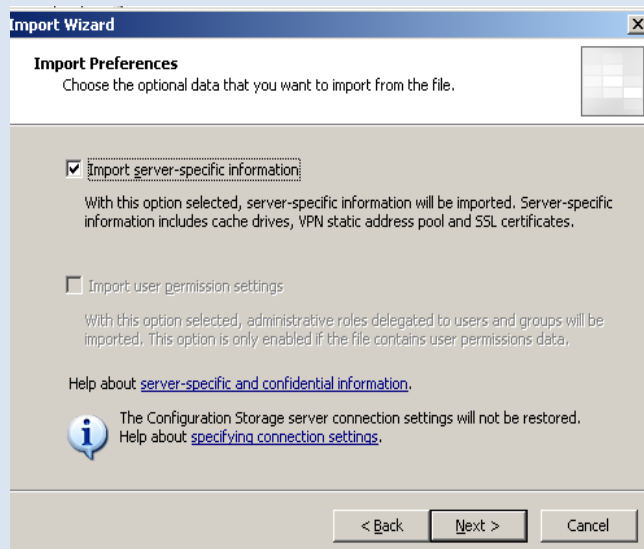 Import Wizard
Import Preferences
Choose the optional data that you want to import from the file.
Import server-specific information
With this option selected, server-specific information will be imported. Server-specific
information includes cache drives, VPN static address pool and SSL certificates.
Import user permission settings
With this option selected, administrative roles delegated to users and groups will be
imported. This option is only enabled if the file contains user permissions data.
Help about server-specific and confidential information.
The Configuration Storage server connection settings will not be restored.
Help about specifying connection settings.
< Back
Next >
Cancel